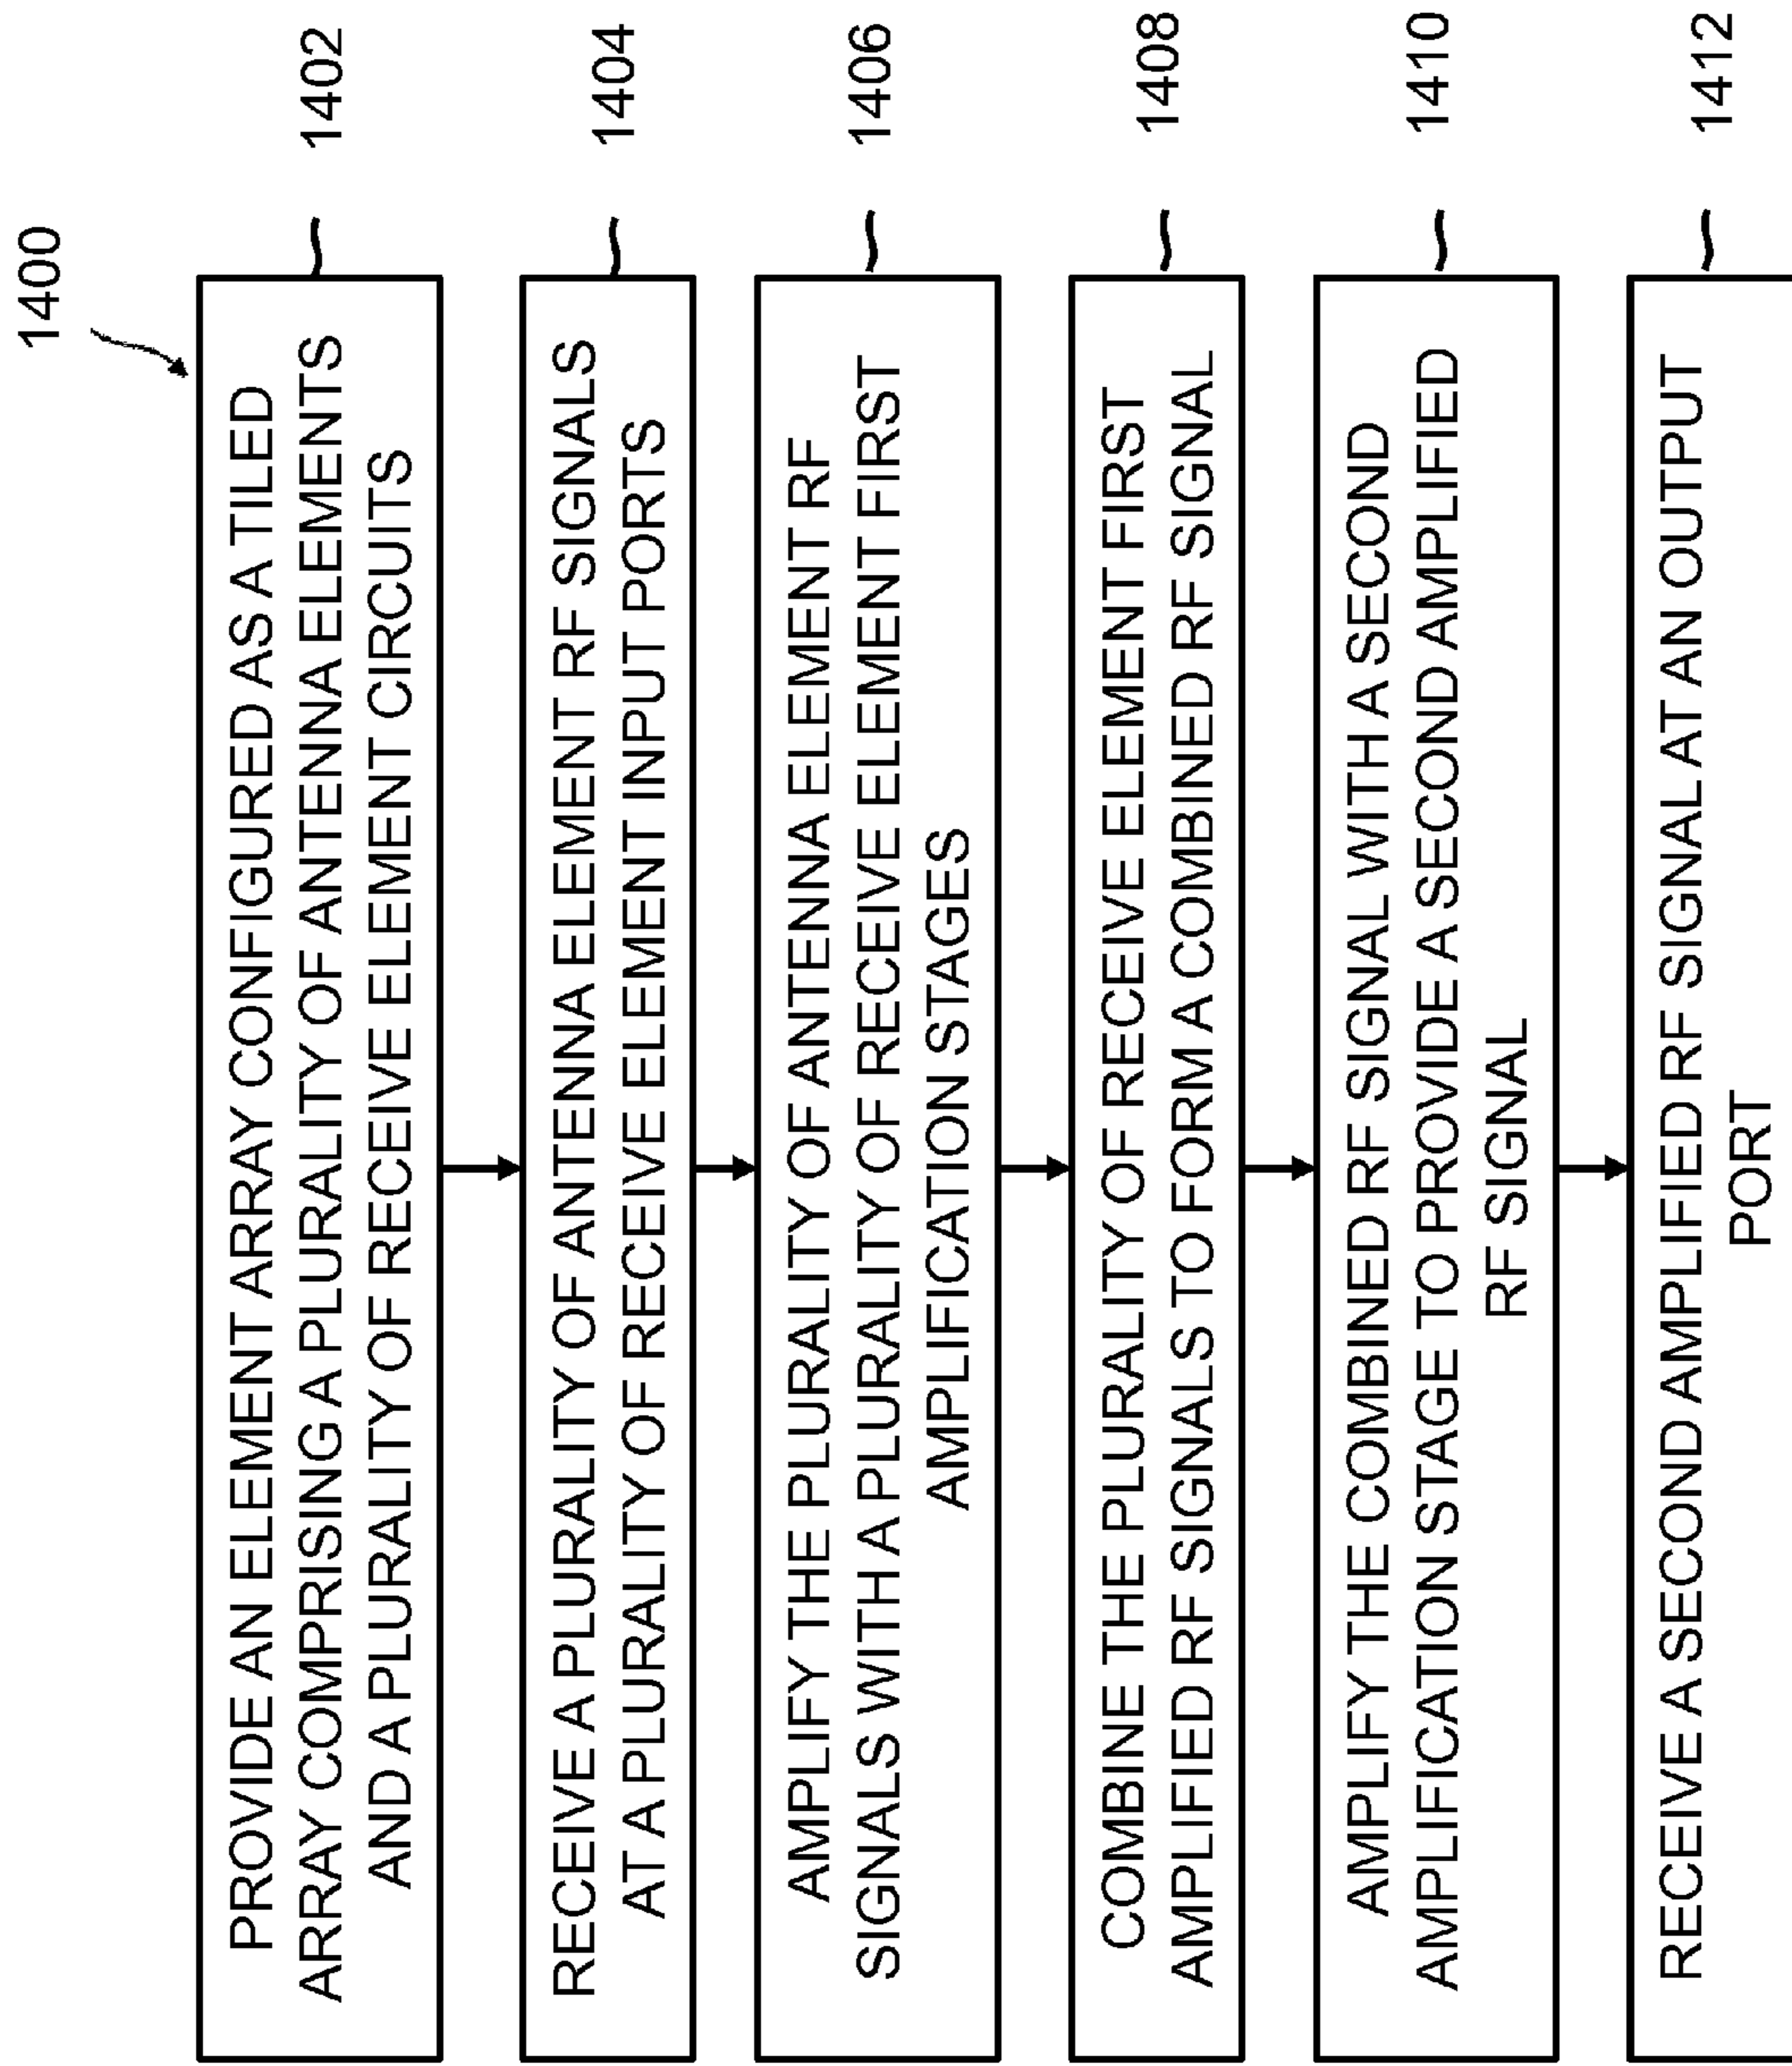 1400
PROVIDE AN ELEMENT ARRAY CONFIGURED AS A TILED
ARRAY COMPRISING A PLURALITY OF ANTENNA ELEMENTS
AND A PLURALITY OF RECEIVE ELEMENT CIRCUITS
1402
RECEIVE A PLURALITY OF ANTENNA ELEMENT RF SIGNALS
AT A PLURALITY OF RECEIVE ELEMENT INPUT PORTS
1404
AMPLIFY THE PLURALITY OF ANTENNA ELEMENT RF
SIGNALS WITH A PLURALITY OF RECEIVE ELEMENT FIRST
AMPLIFICATION STAGES
1406
COMBINE THE PLURALITY OF RECEIVE ELEMENT FIRST
AMPLIFIED RF SIGNALS TO FORM A COMBINED RF SIGNAL
1408
AMPLIFY THE COMBINED RF SIGNAL WITH A SECOND
AMPLIFICATION STAGE TO PROVIDE A SECOND AMPLIFIED
RF SIGNAL
1410
RECEIVE A SECOND AMPLIFIED RF SIGNAL AT AN OUTPUT
PORT
1412